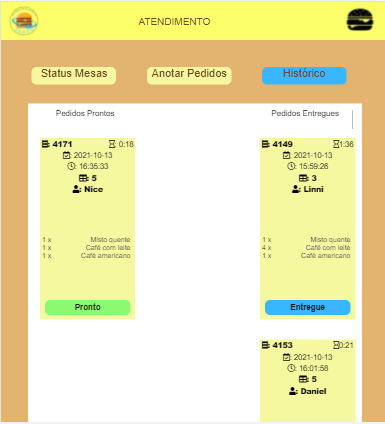 ATENDIMENTO
Status Mesas
Anotar Pedidos
Histórico
Pedidos Prontos
Pedidos Entregues
: 4171 : 0:18
: 2021-10-13
: 16:35:33
: 5
: Nice
1 x Misto quente
1 x Café com leite
1 x Café americano
Pronto
: 4149 1:36
: 2021-10-13
: 15:59:26
: 3
: Linni
1 x Misto quente
4 x Café com leite
1 x Café americano
Entregue
: 4153 0:21
: 2021-10-13
: 16:01:58
: 5
: Daniel